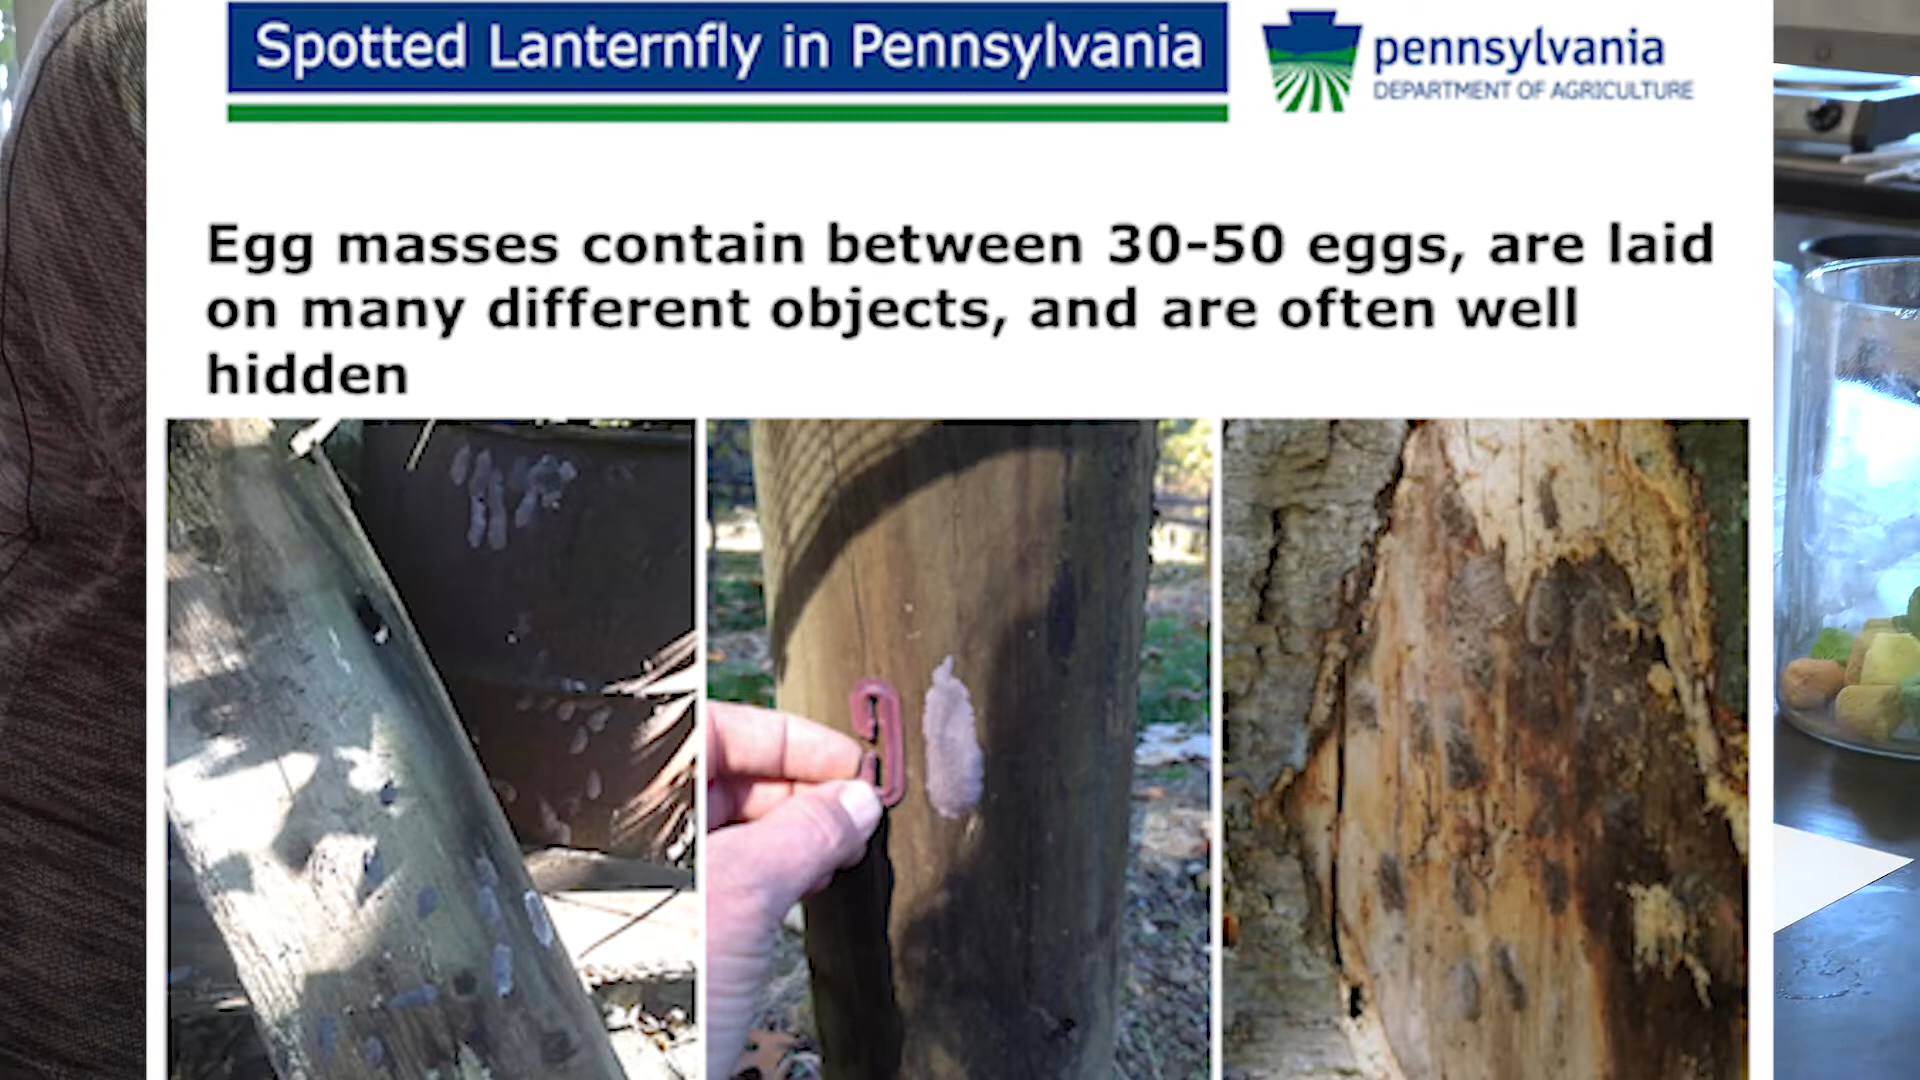 Spotted Lanternfly in Pennsylvania
pennsylvania
DEPARTMENT OF AGRICULTURE
Egg masses contain between 30-50 eggs, are laid
on many different objects, and are often well
hidden